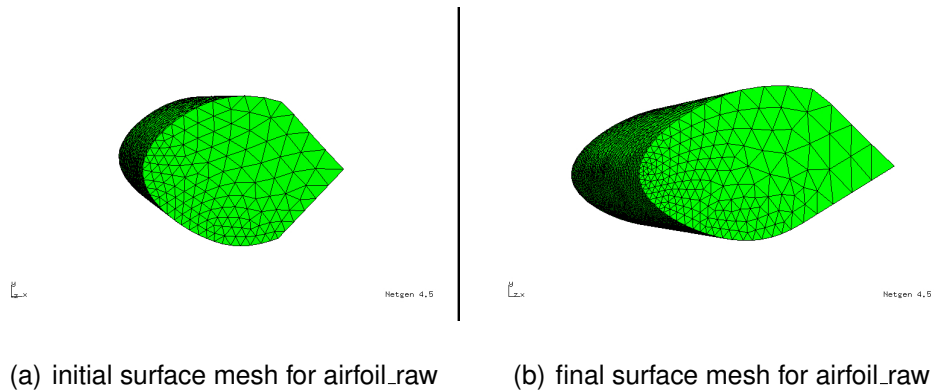 y
z x
Netgen 4.5
y
z x
Netgen 4.5
(a) initial surface mesh for airfoil_raw
(b) final surface mesh for airfoil_raw